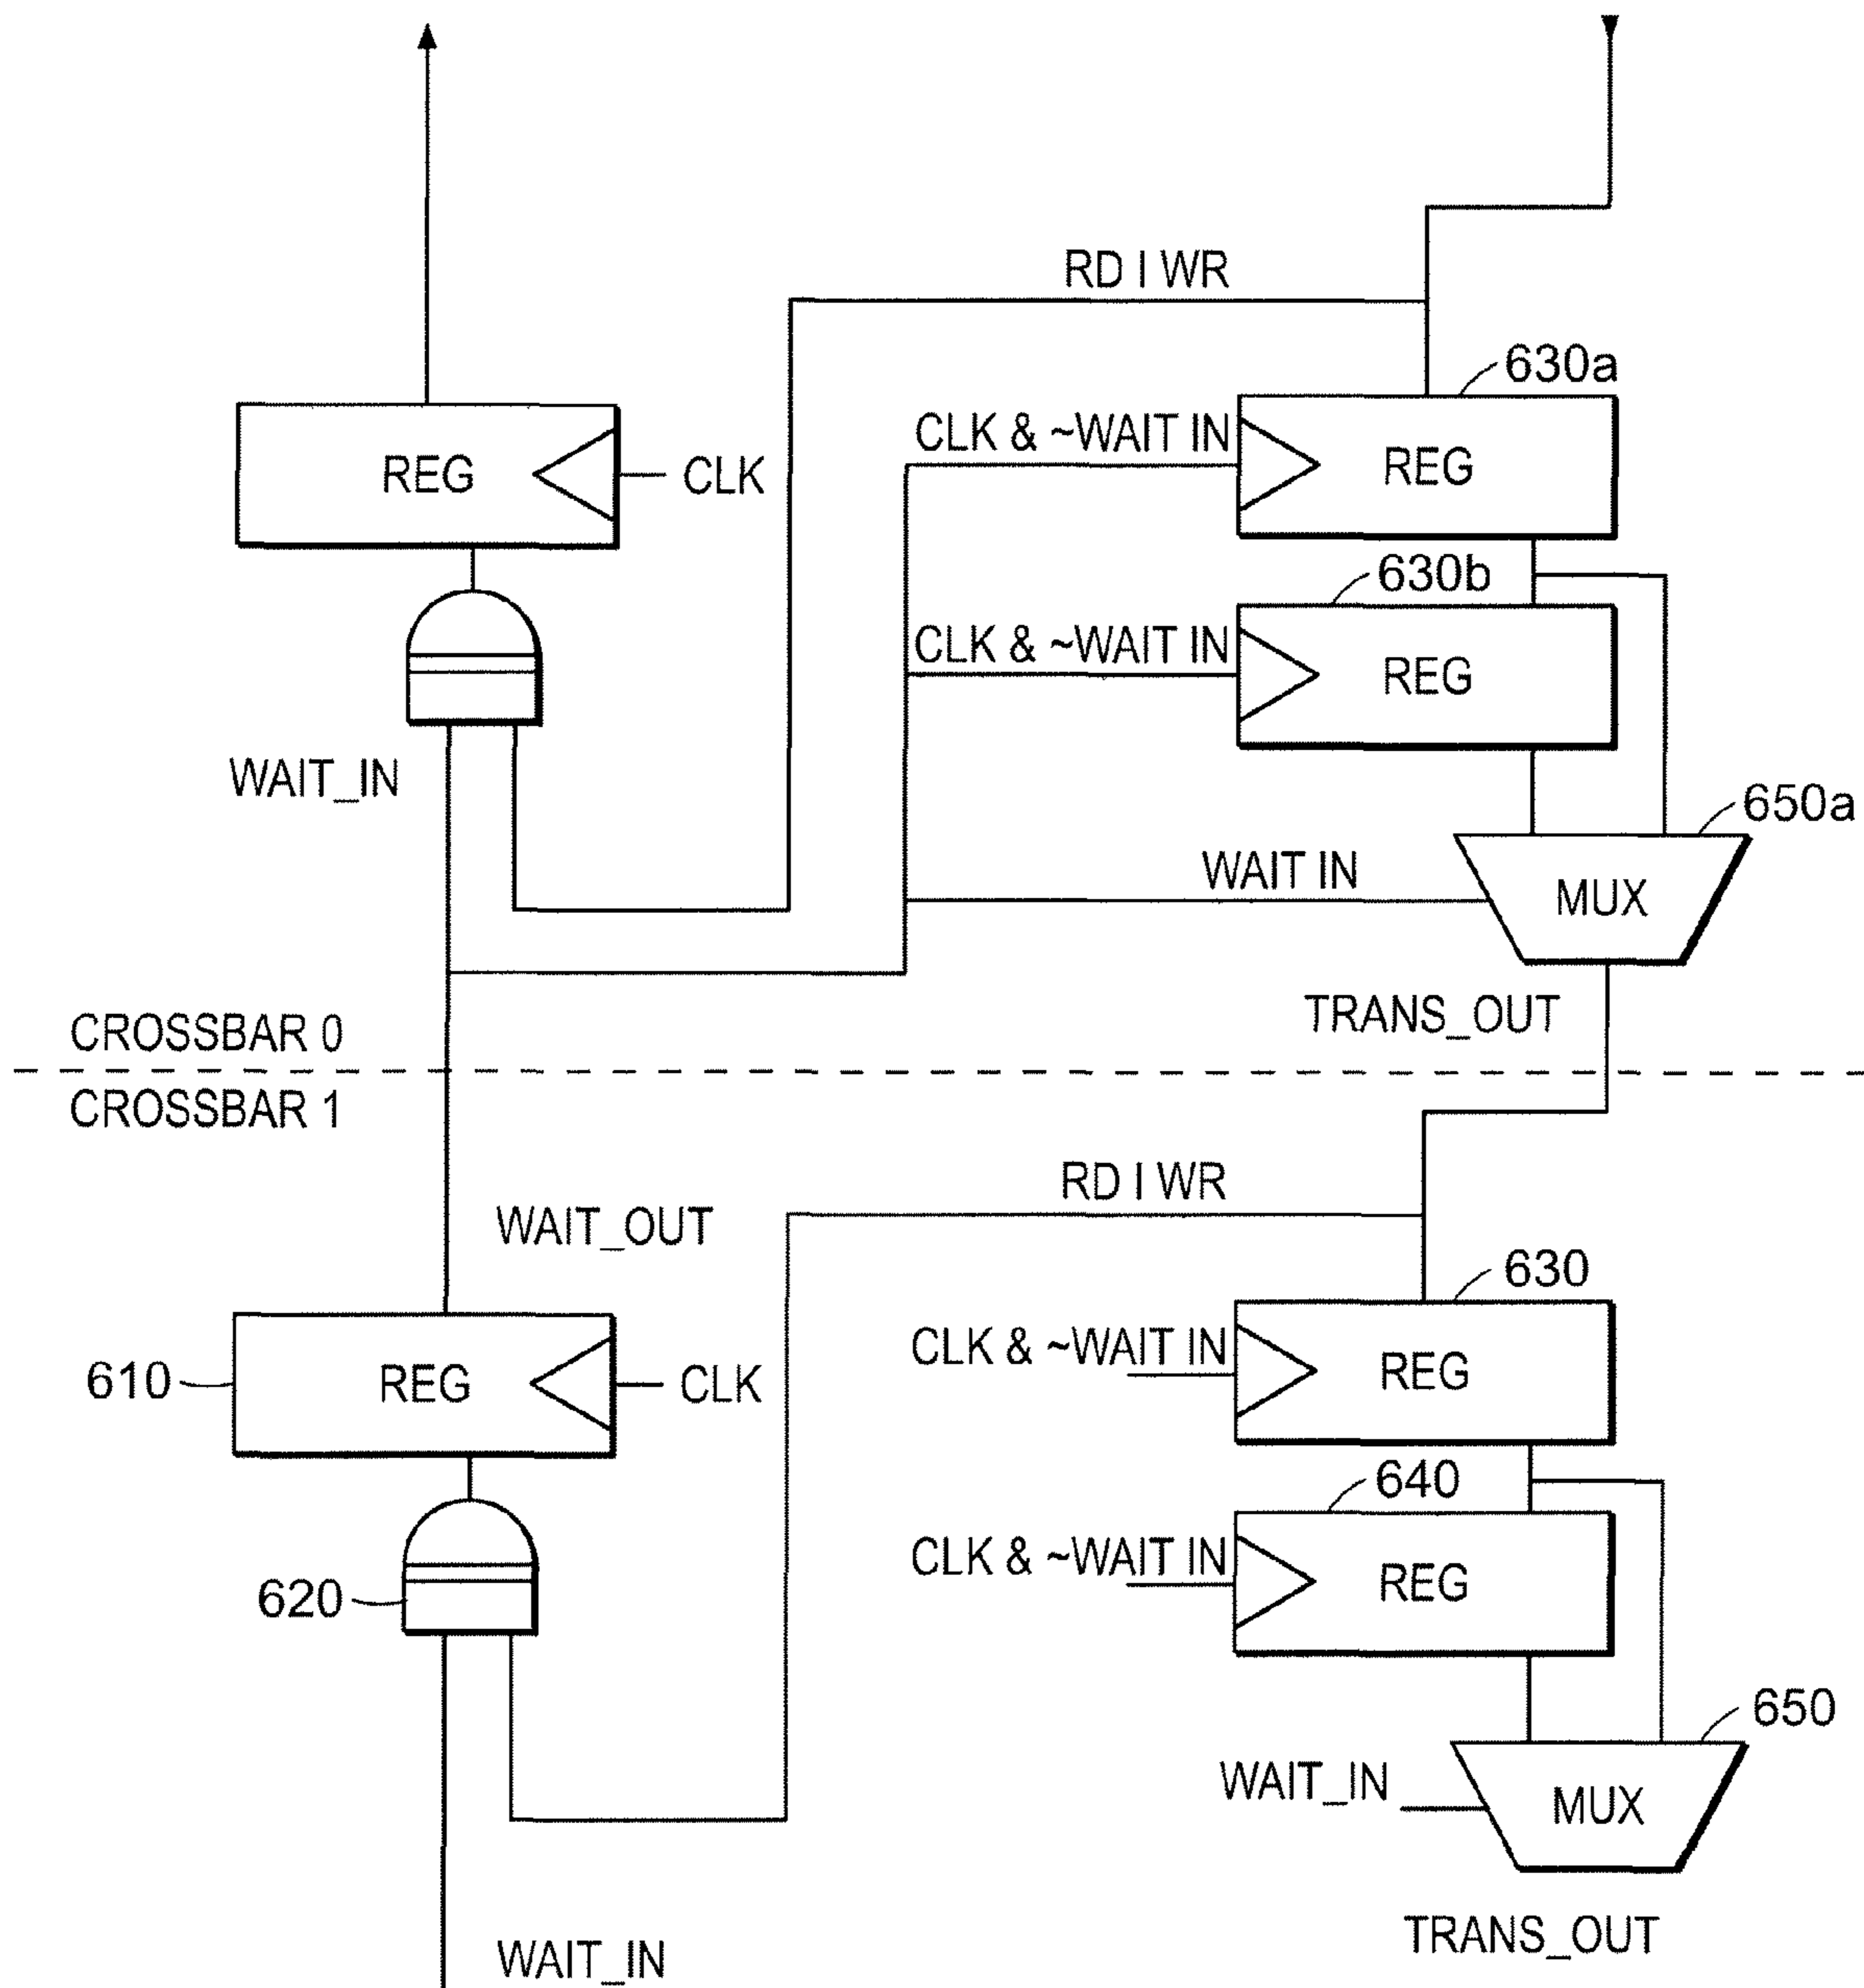 RD I WR
630a
CLK & ~WAIT IN
REG
REG
CLK
630b
CLK & ~WAIT IN
REG
WAIT_IN
650a
WAIT IN
MUX
TRANS_OUT
CROSSBAR 0
CROSSBAR 1
RD I WR
WAIT_OUT
630
CLK & ~WAIT IN
REG
610
REG
CLK
640
CLK & ~WAIT IN
REG
620
650
WAIT_IN
MUX
TRANS_OUT
WAIT_IN